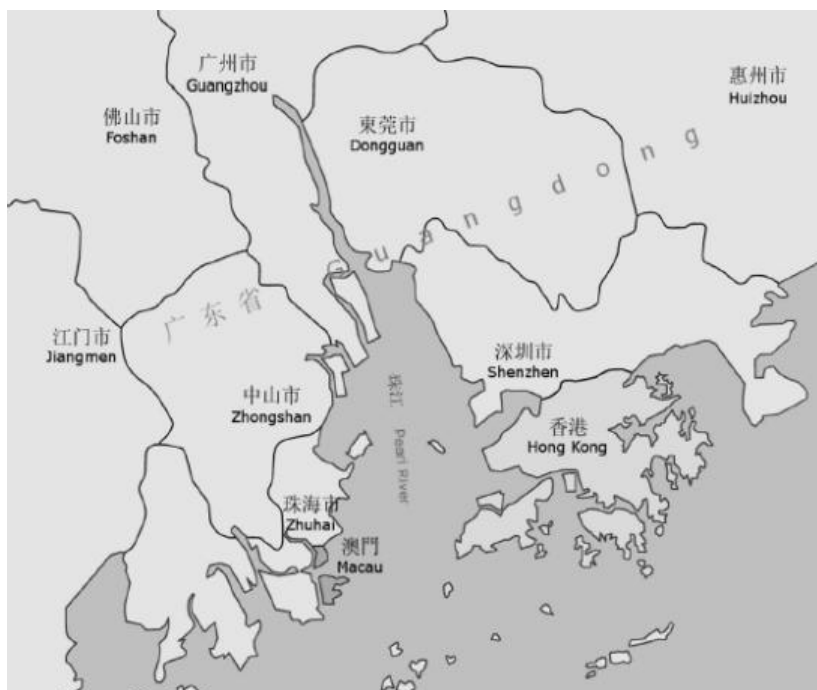 广州市
Guangzhou
惠州市
Huizhou
佛山市
Foshan
東莞市
Dongguan
Guangdong
广东省
江门市
Jiangmen
深圳市
Shenzhen
中山市
Zhongshan
珠江 Pearl River
香港
Hong Kong
珠海市
Zhuhai
澳門
Macau